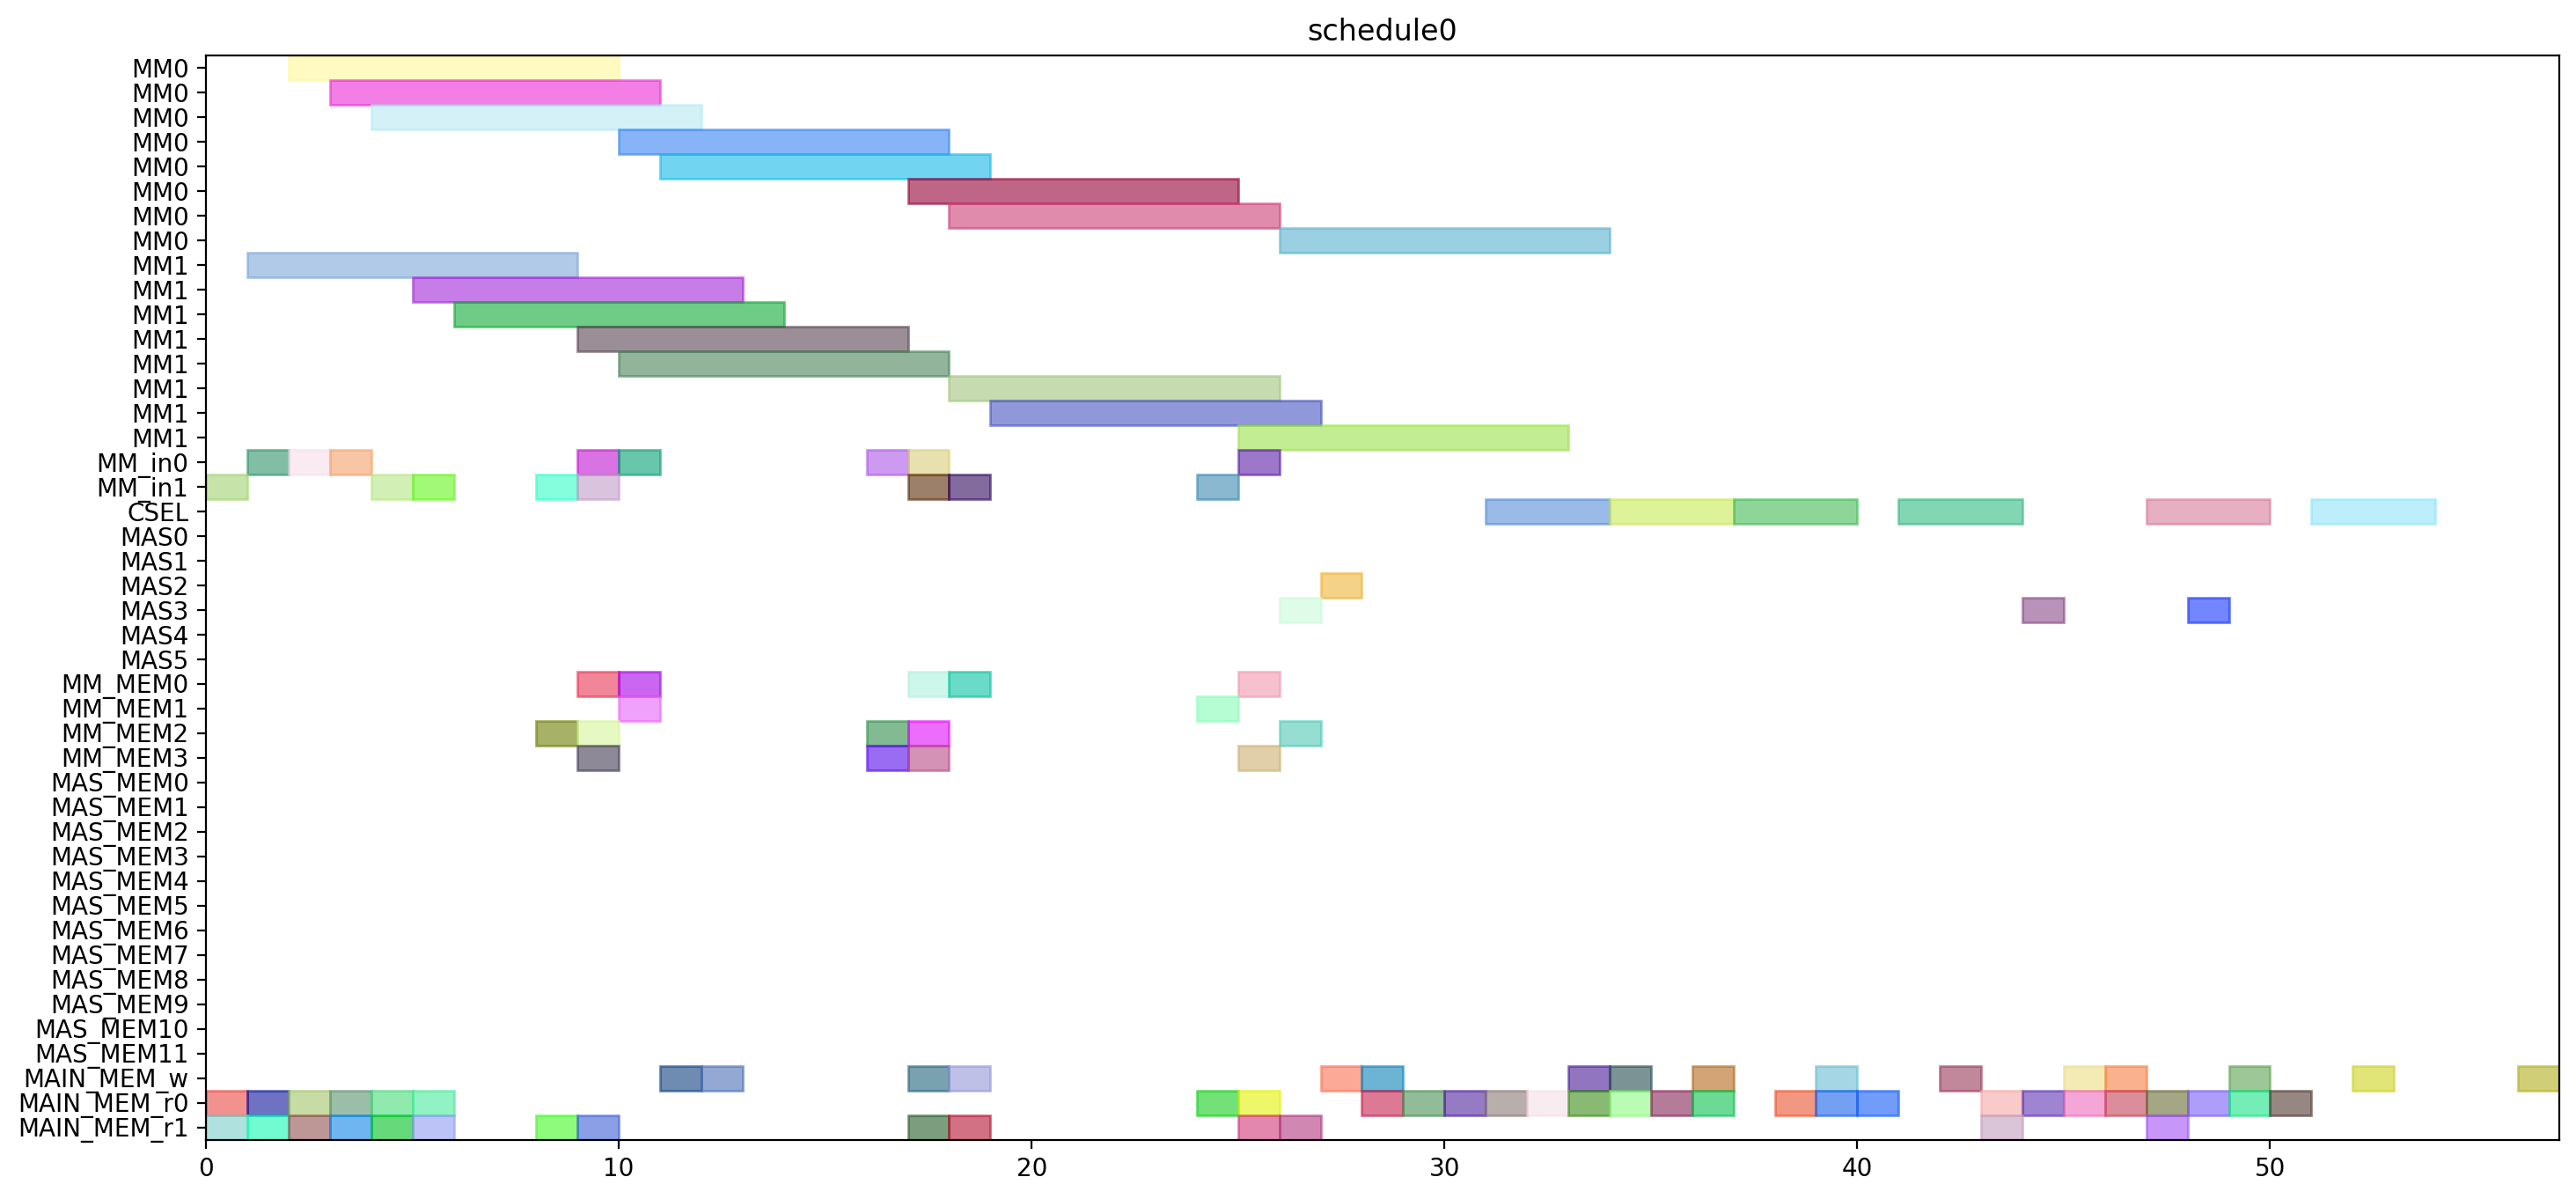 schedule0
MM0
MM0
MM0
MM0
MM0
MM0
MM0
MM0
MM1
MM1
MM1
MM1
MM1
MM1
MM1
MM1
MM_in0
MM_in1
CSEL
MAS0
MAS1
MAS2
MAS3
MAS4
MAS5
MM_MEM0
MM_MEM1
MM_MEM2
MM_MEM3
MAS_MEM0
MAS_MEM1
MAS_MEM2
MAS_MEM3
MAS_MEM4
MAS_MEM5
MAS_MEM6
MAS_MEM7
MAS_MEM8
MAS_MEM9
MAS_MEM10
MAS_MEM11
MAIN_MEM_w
MAIN_MEM_r0
MAIN_MEM_r1
0 10 20 30 40 50